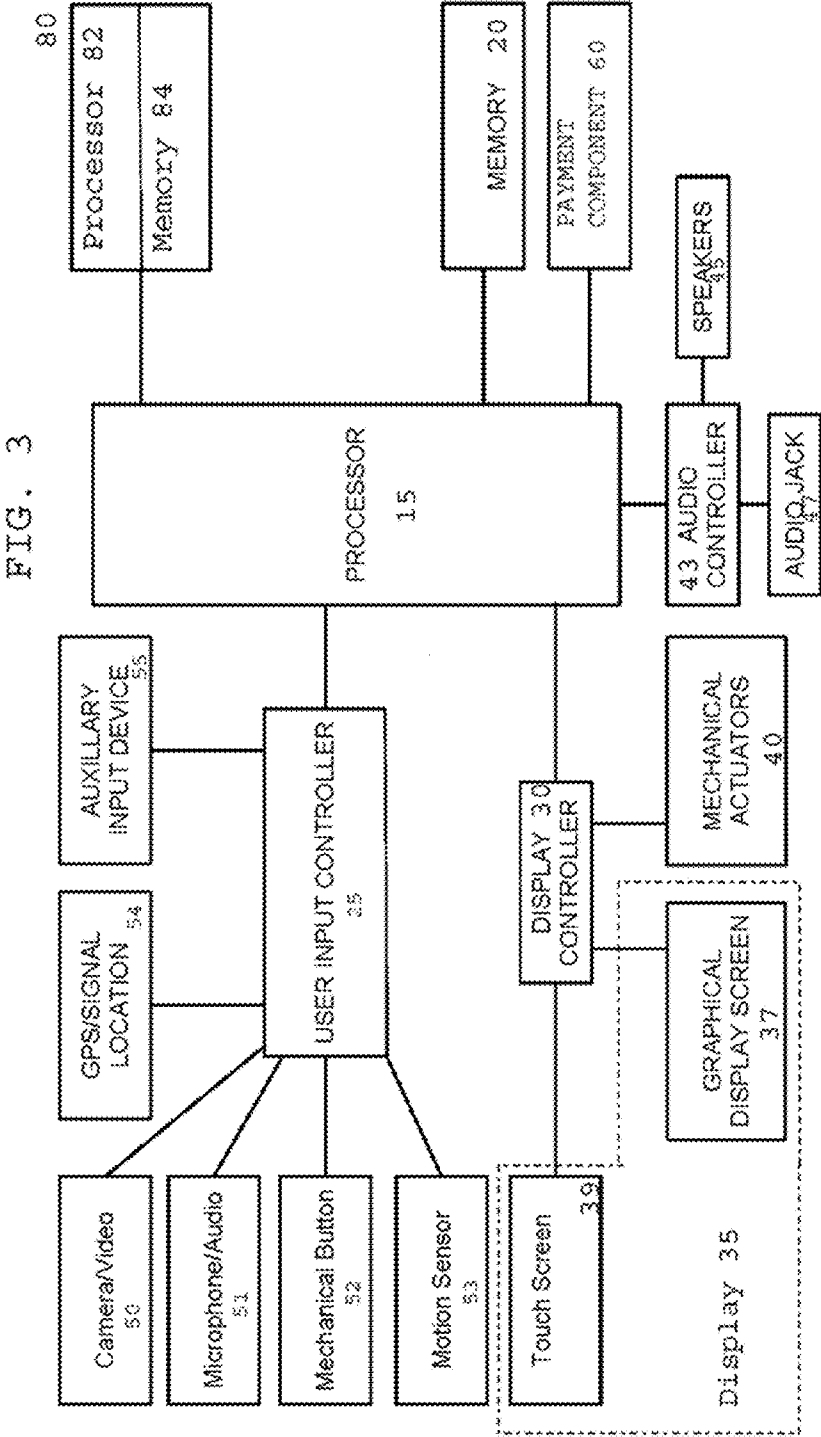 FIG. 3
80
Processor 82
Memory 84
MEMORY 20
PAYMENT
COMPONENT 60
PROCESSOR
15
43 AUDIO
CONTROLLER
SPEAKERS
45
AUDIO JACK
47
AUXILLARY
INPUT DEVICE
55
GPS/SIGNAL
LOCATION
54
USER INPUT CONTROLLER
25
Camera/Video
50
Microphone/Audio
51
Mechanical Button
52
Motion Sensor
53
DISPLAY 30
CONTROLLER
MECHANICAL
ACTUATORS
40
GRAPHICAL
DISPLAY SCREEN
37
Touch Screen
39
Display 35